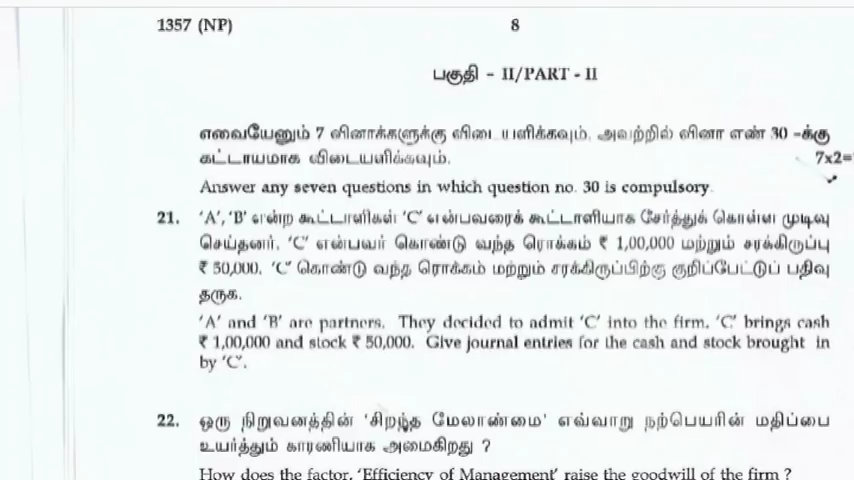 1357 (NP) 8
பகுதி - II/PART - II
எவையேனும் 7 வினாக்களுக்கு விடையளிக்கவும். அவற்றில் வினா எண் 30 -க்கு
கட்டாயமாக விடையளிக்கவும். 7x2=
Answer any seven questions in which question no. 30 is compulsory.
21. 'A', 'B' என்ற கூட்டாளிகள் 'C' என்பவரைக் கூட்டாளியாக சேர்த்துக் கொள்ள முடிவு
செய்தனர். 'C' என்பவர் கொண்டு வந்த ரொக்கம் ₹ 1,00,000 மற்றும் சரக்கிருப்பு
₹ 50,000. 'C' கொண்டு வந்த ரொக்கம் மற்றும் சரக்கிருப்பிற்கு குறிப்பேட்டுப் பதிவு
தருக.
'A' and 'B' are partners. They decided to admit 'C' into the firm. 'C' brings cash
₹ 1,00,000 and stock ₹ 50,000. Give journal entries for the cash and stock brought in
by 'C'.
22. ஒரு நிறுவனத்தின் 'சிறந்த மேலாண்மை' எவ்வாறு நற்பெயரின் மதிப்பை
உயர்த்தும் காரணியாக அமைகிறது ?
How does the factor, 'Efficiency of Management' raise the goodwill of the firm ?